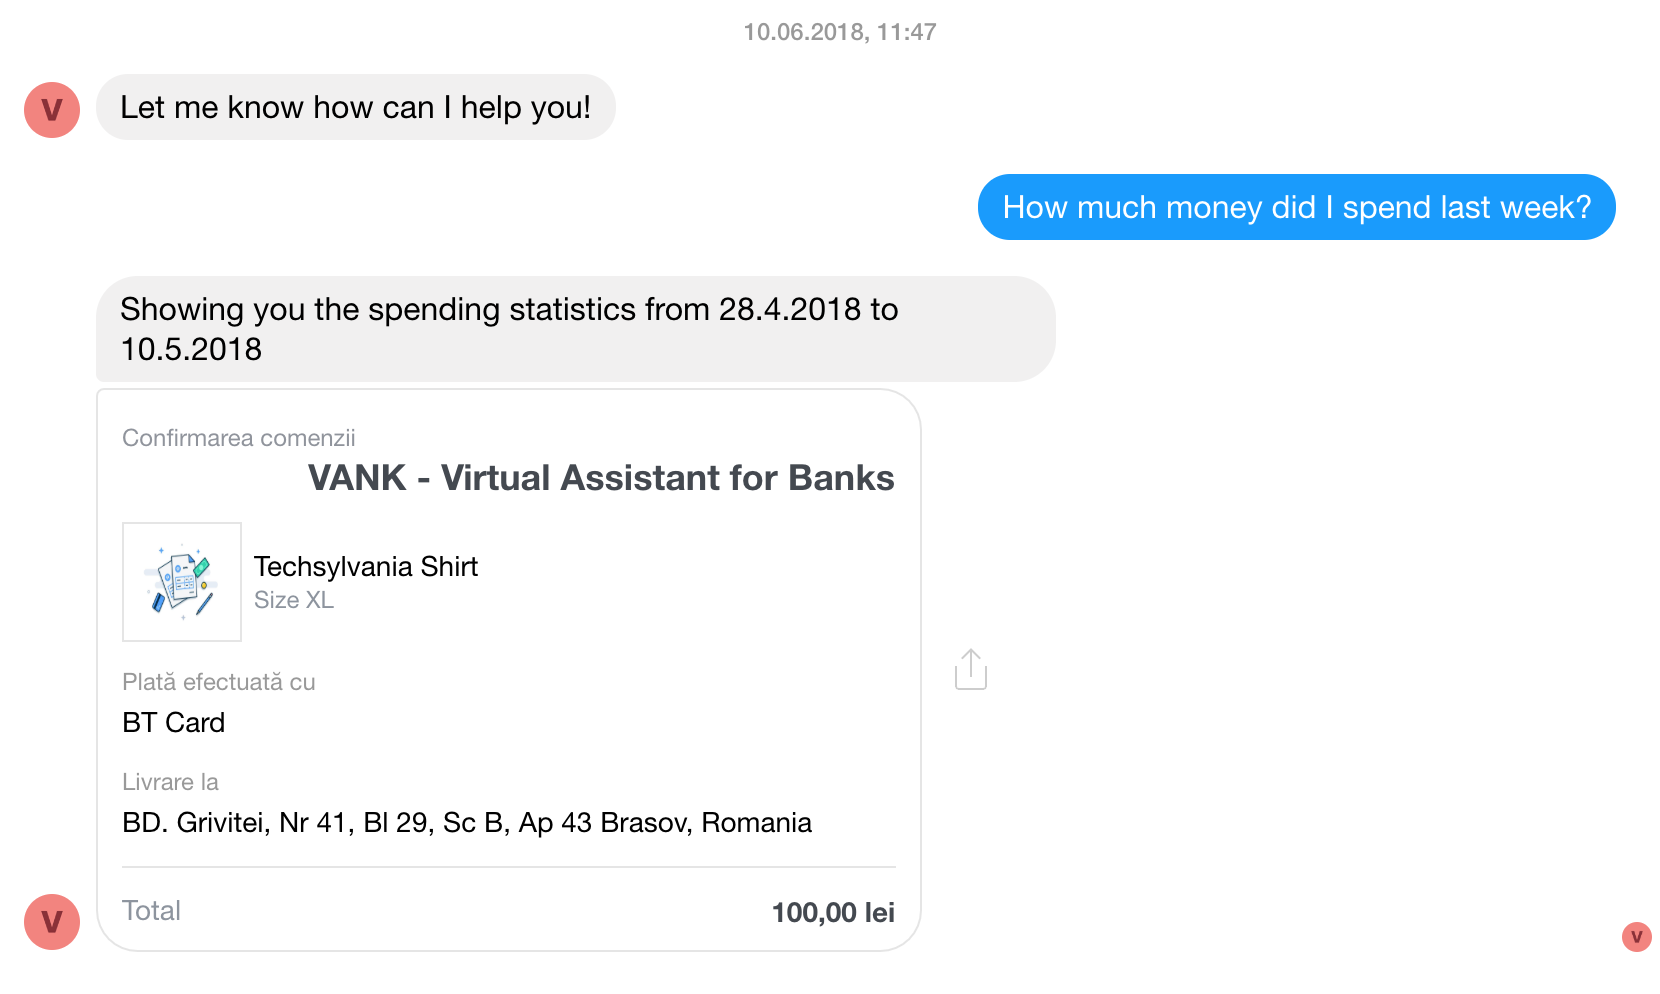 10.06.2018, 11:47
V
Let me know how can I help you!
How much money did I spend last week?
Showing you the spending statistics from 28.4.2018 to
10.5.2018
Confirmarea comenzii
VANK - Virtual Assistant for Banks
Techsylvania Shirt
Size XL
Plată efectuată cu
BT Card
Livrare la
BD. Grivitei, Nr 41, Bl 29, Sc B, Ap 43 Brasov, Romania
Total
100,00 lei
V
V